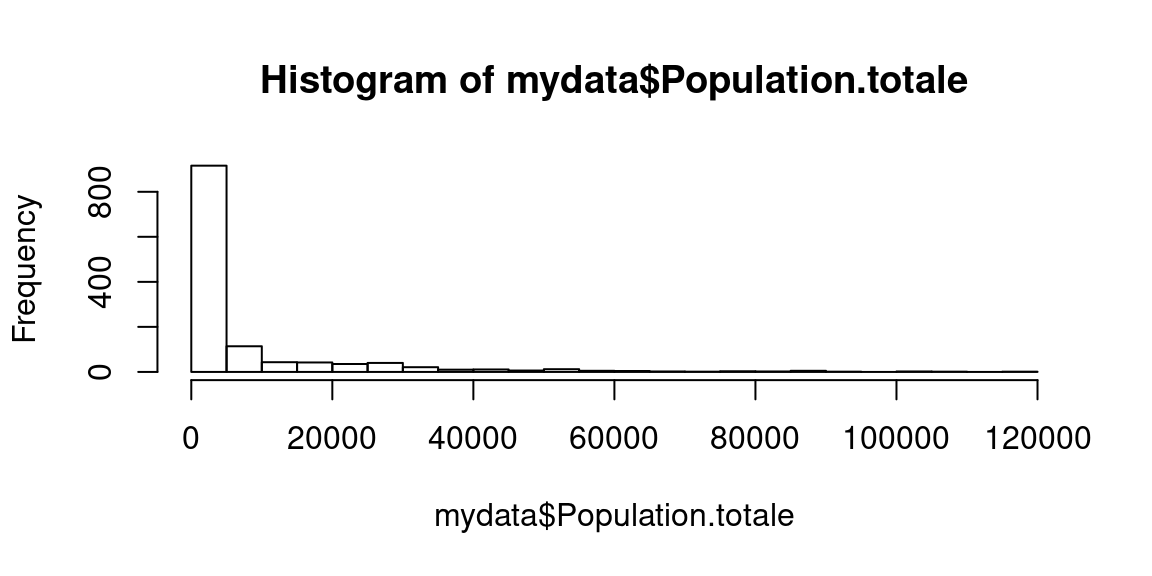 Histogram of mydata$Population.totale
Frequency
800
400
0
0 20000 40000 60000 80000 100000 120000
mydata$Population.totale